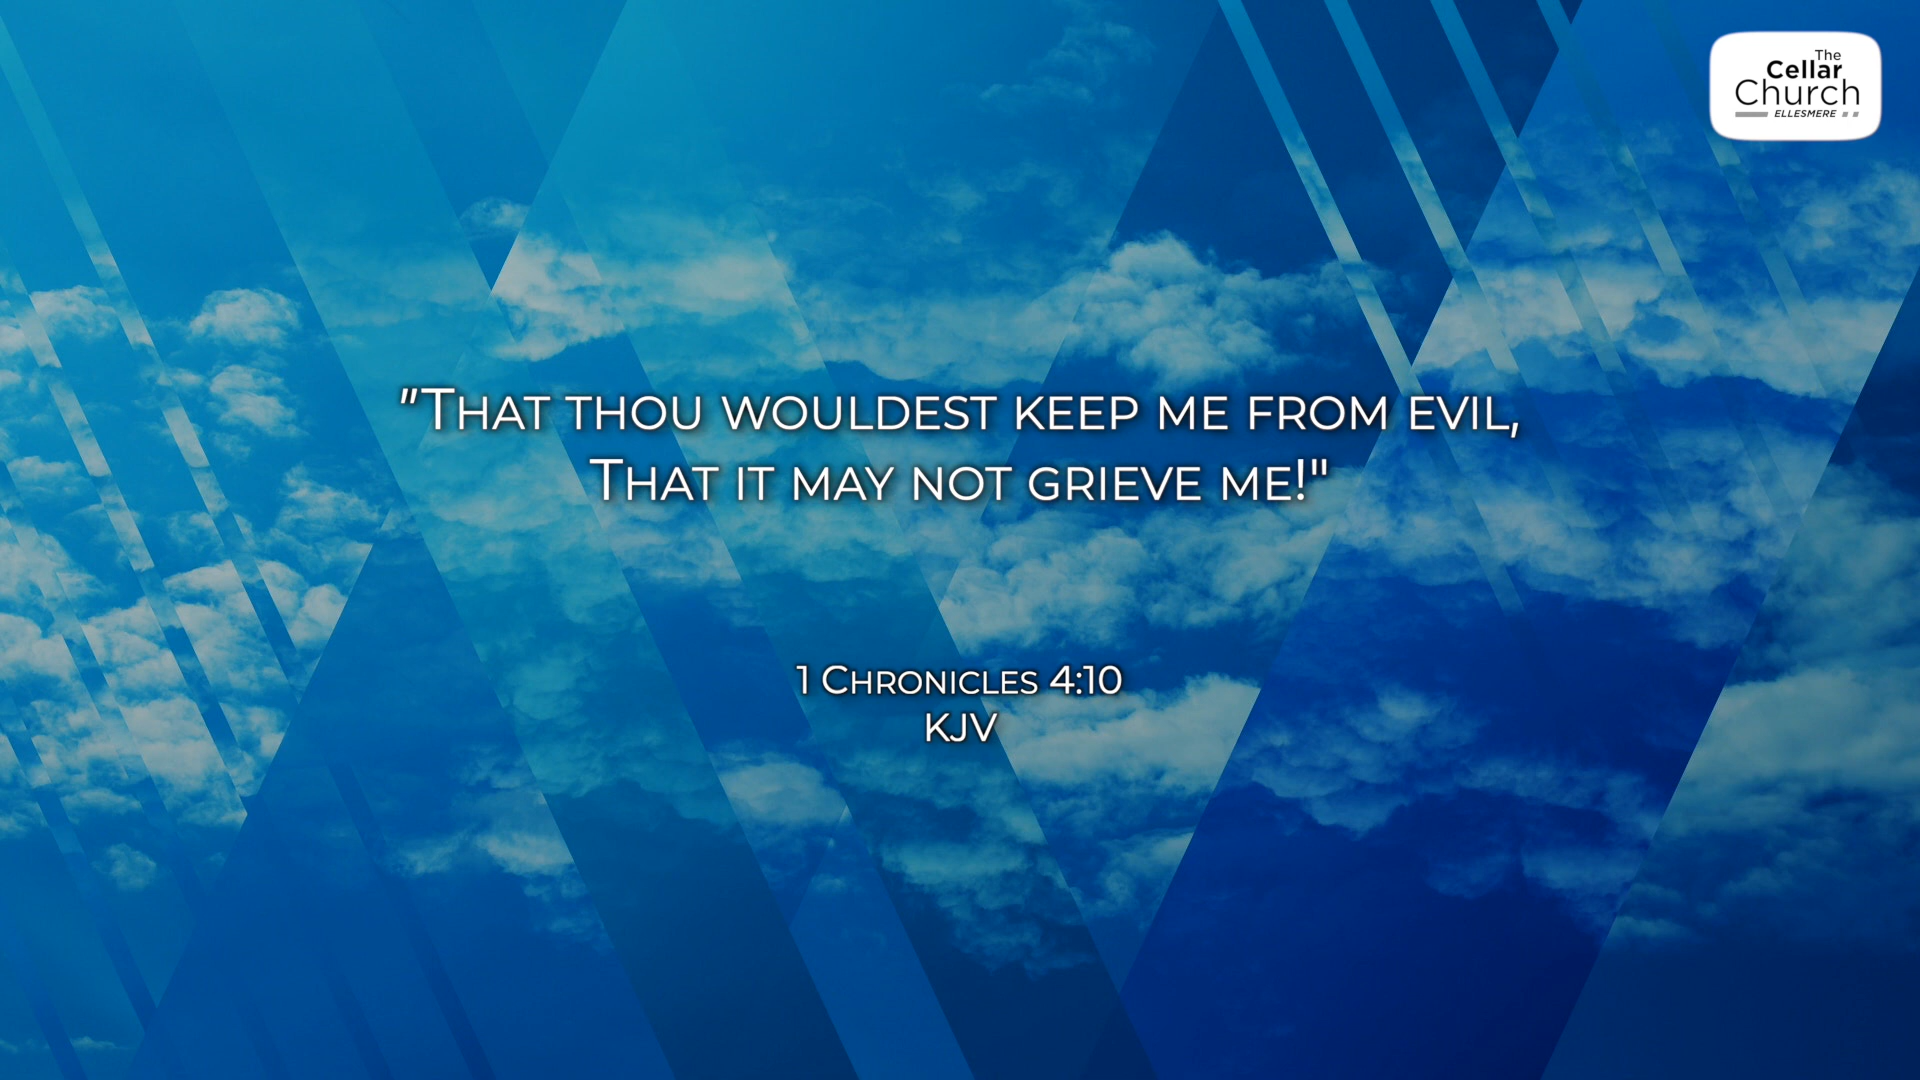 The
Cellar
Church
ELLESMERE
"That thou wouldest keep me from evil,
That it may not grieve me!"
1 Chronicles 4:10
KJV